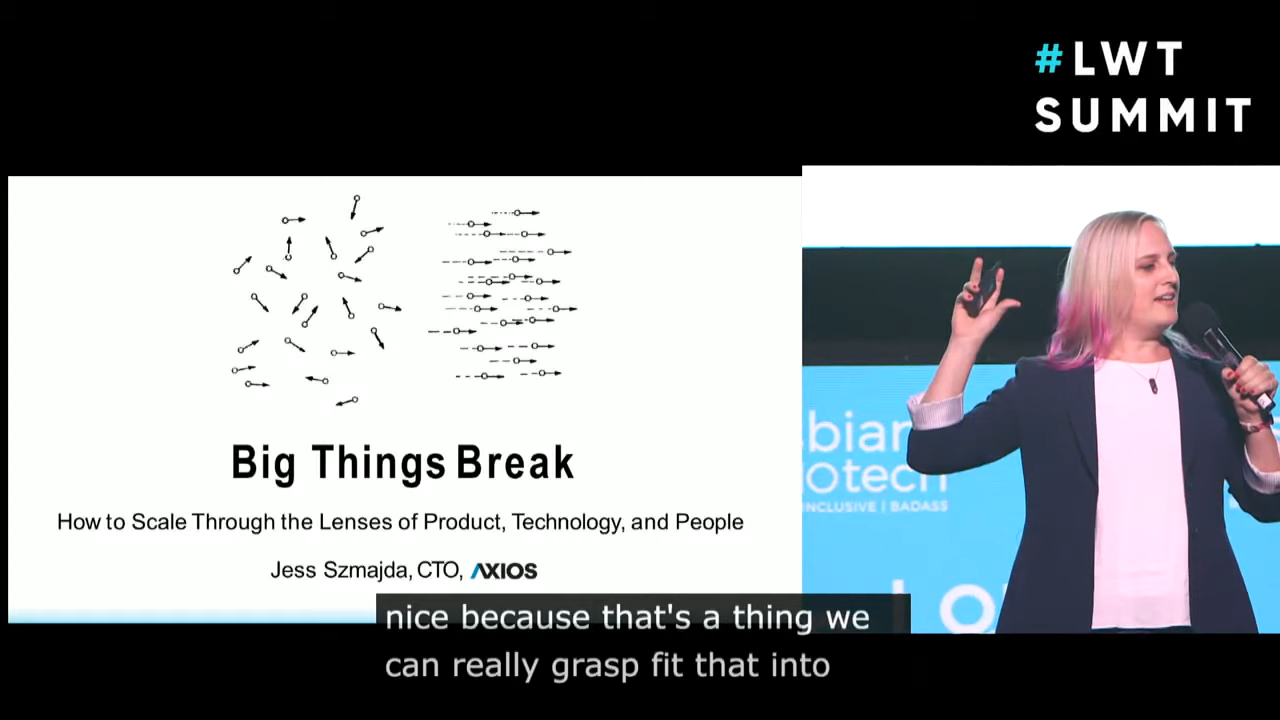 #LWT
SUMMIT
Big Things Break
How to Scale Through the Lenses of Product, Technology, and People
Jess Szmajda, CTO, AXIOS
INCLUSIVE | BADASS
nice because that's a thing we
can really grasp fit that into